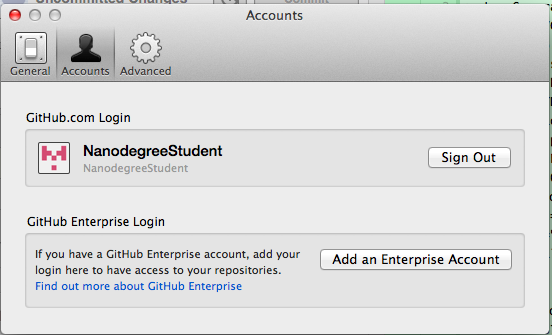 Uncommitted Changes
Commit
Accounts
General
Accounts
Advanced
GitHub.com Login
NanodegreeStudent
NanodegreeStudent
Sign Out
GitHub Enterprise Login
If you have a GitHub Enterprise account, add your
login here to have access to your repositories.
Find out more about GitHub Enterprise
Add an Enterprise Account